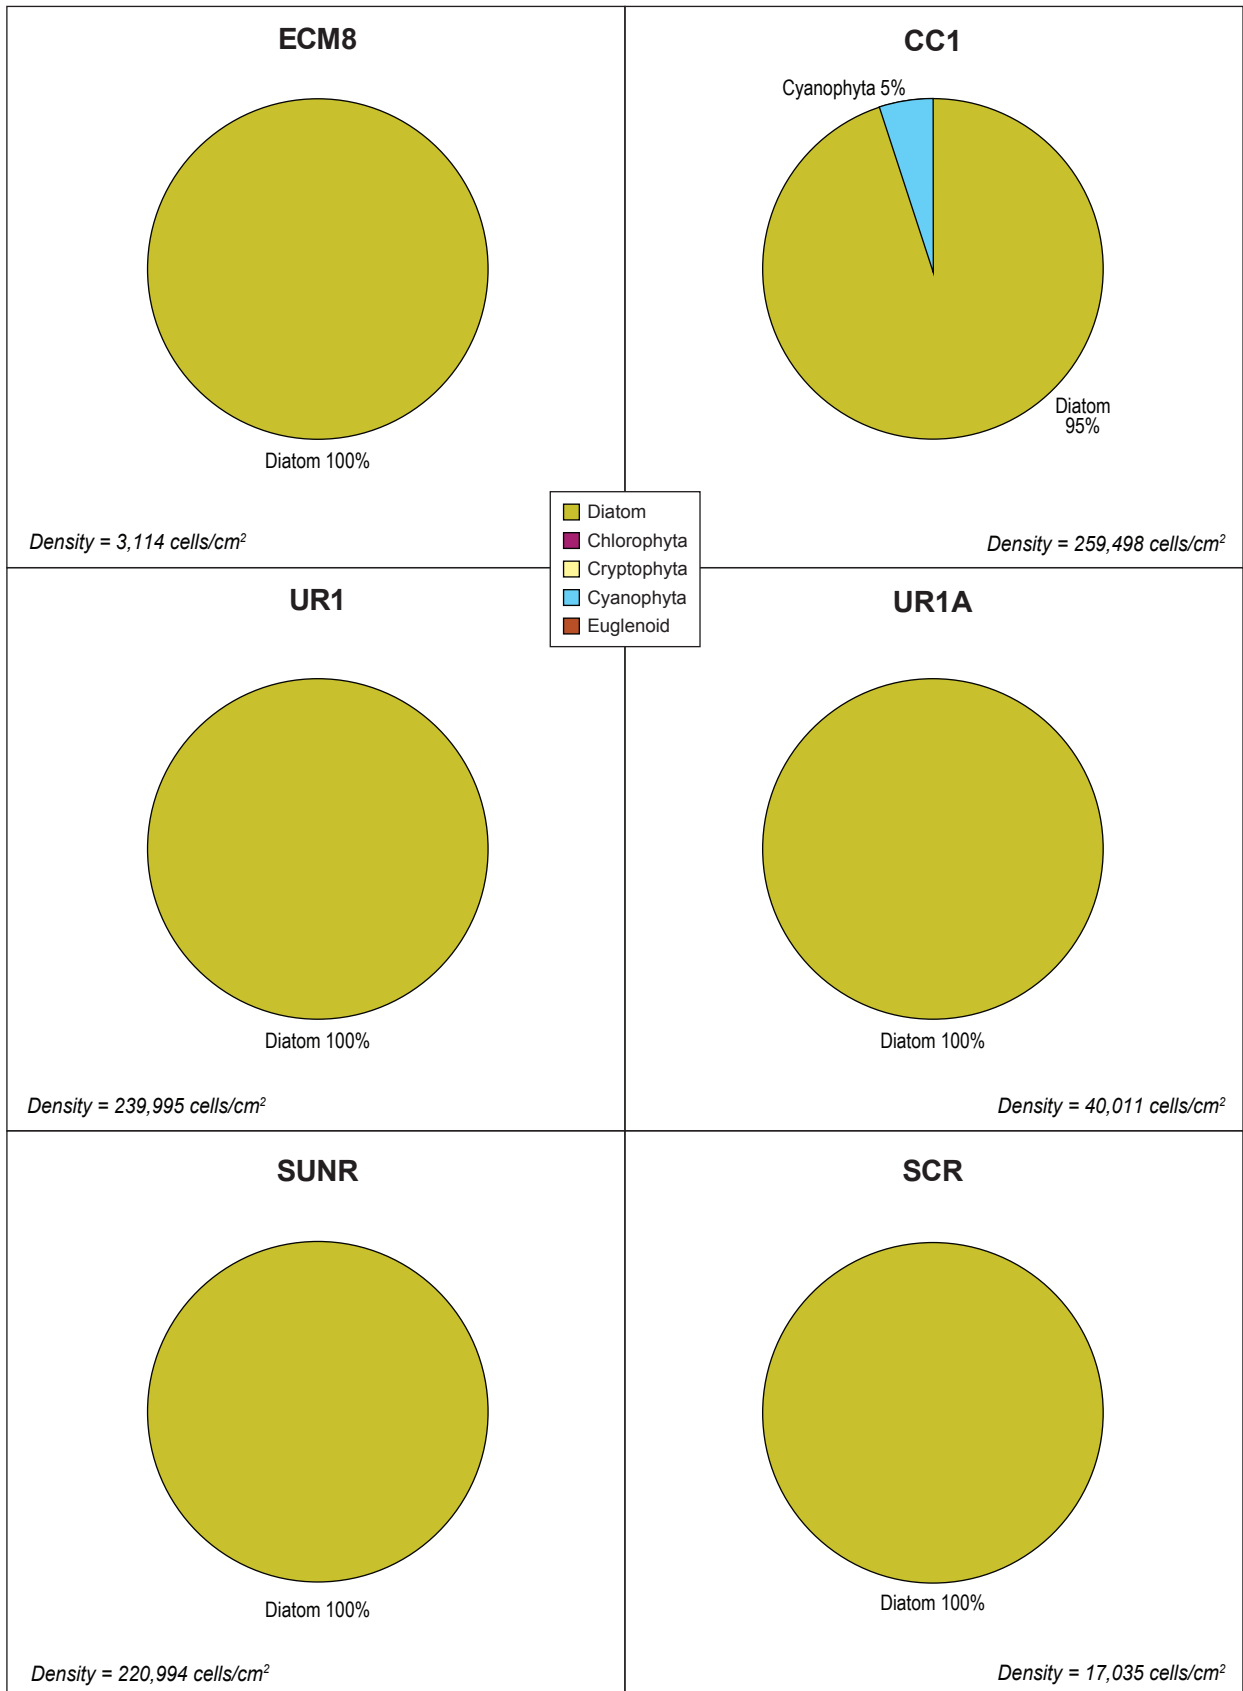 ECM8
Diatom 100%
Density = 3,114 cells/cm²
CC1
Cyanophyta 5%
Diatom
95%
Density = 259,498 cells/cm²
Diatom
Chlorophyta
Cryptophyta
Cyanophyta
Euglenoid
UR1
Diatom 100%
Density = 239,995 cells/cm²
UR1A
Diatom 100%
Density = 40,011 cells/cm²
SUNR
Diatom 100%
Density = 220,994 cells/cm²
SCR
Diatom 100%
Density = 17,035 cells/cm²